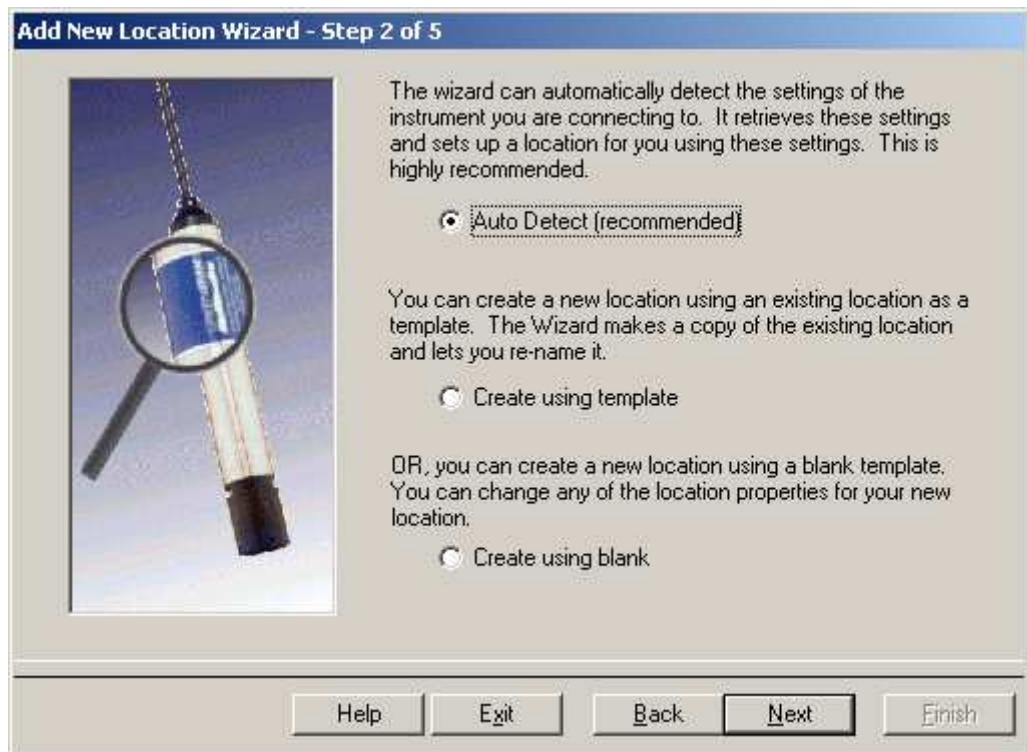 Add New Location Wizard - Step 2 of 5
The wizard can automatically detect the settings of the
instrument you are connecting to. It retrieves these settings
and sets up a location for you using these settings. This is
highly recommended.
Auto Detect (recommended)
You can create a new location using an existing location as a
template. The Wizard makes a copy of the existing location
and lets you re-name it.
Create using template
OR, you can create a new location using a blank template.
You can change any of the location properties for your new
location.
Create using blank
Help Exit Back Next Finish